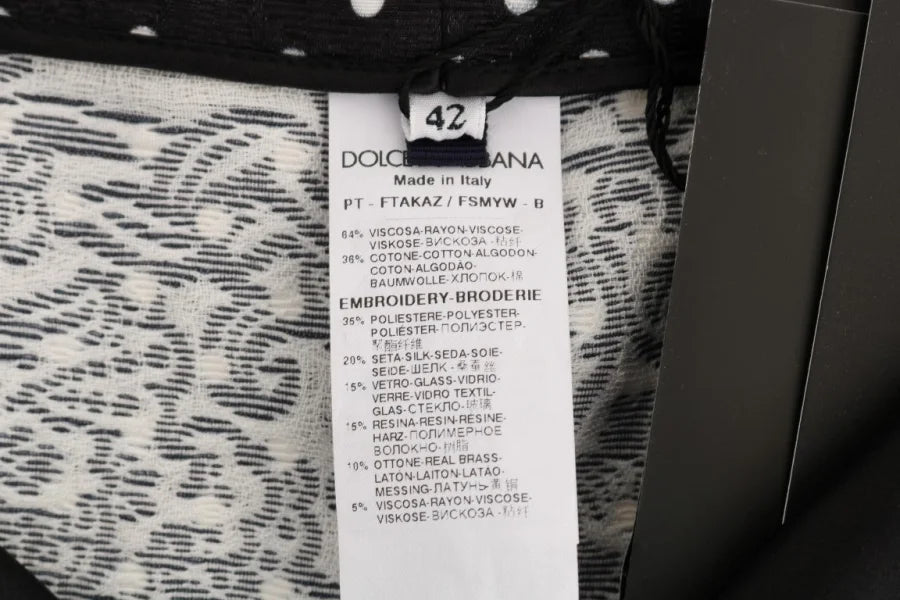 42
DOLCE BANA
Made in Italy
PT - FTAKAZ / FSMYW - B
64% VISCOSA-RAYON-VISCOSE-
VISKOSE-ВИСКОЗА-粘纤
36% COTONE-COTTON-ALGODON-
COTON-ALGODÃO-
BAUMWOLLE-ХЛОПОК-棉
EMBROIDERY-BRODERIE
35% POLIESTERE-POLYESTER-
POLIÉSTER-ПОЛИЭСТЕР-
聚酯纤维
20% SETA-SILK-SEDA-SOIE-
SEIDE-ШЕЛК-桑蚕丝
15% VETRO-GLASS-VIDRIO-
VERRE-VIDRO TEXTIL-
GLAS-СТЕКЛО-玻璃
15% RESINA-RESIN-RESINE-
HARZ-ПОЛИМЕРНОЕ
ВОЛОКНО-树脂
10% OTTONE-REAL BRASS-
LATÓN-LAITON-LATÃO-
MESSING-ЛАТУНЬ-黄铜
5% VISCOSA-RAYON-VISCOSE-
VISKOSE-ВИСКОЗА-粘纤